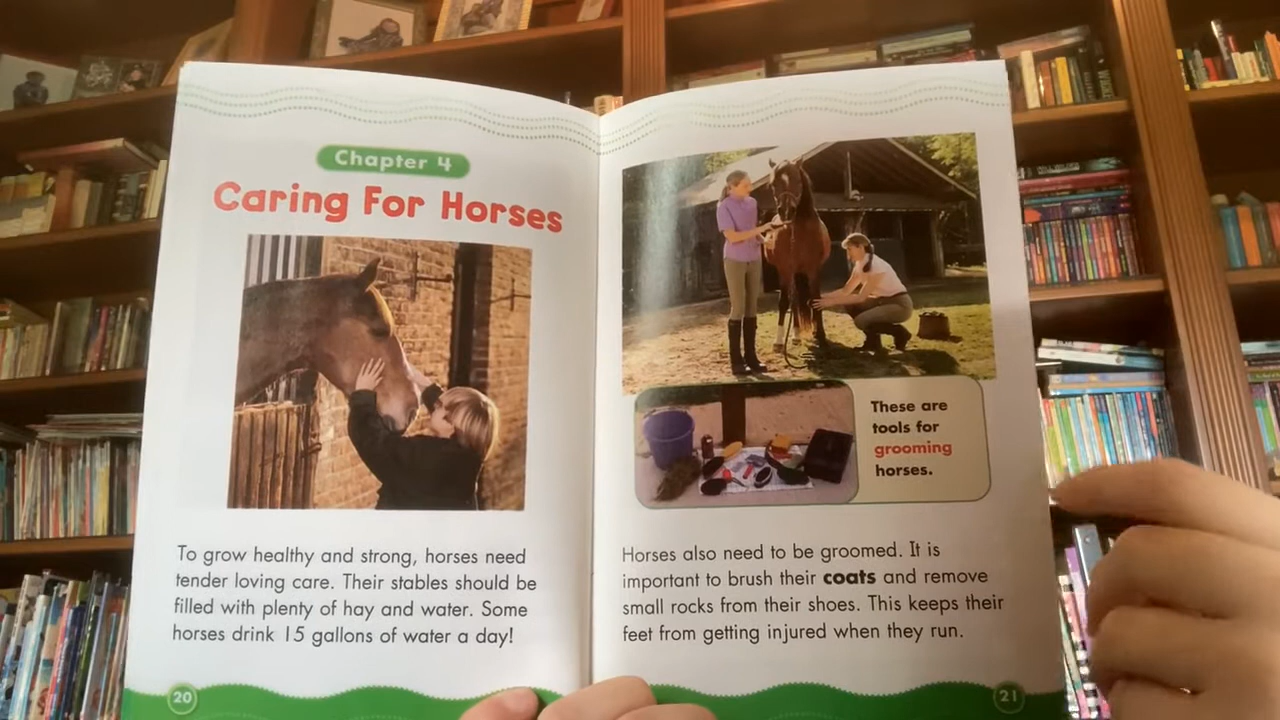 Chapter 4
Caring For Horses
To grow healthy and strong, horses need
tender loving care. Their stables should be
filled with plenty of hay and water. Some
horses drink 15 gallons of water a day!
20
These are
tools for
grooming
horses.
Horses also need to be groomed. It is
important to brush their coats and remove
small rocks from their shoes. This keeps their
feet from getting injured when they run.
21